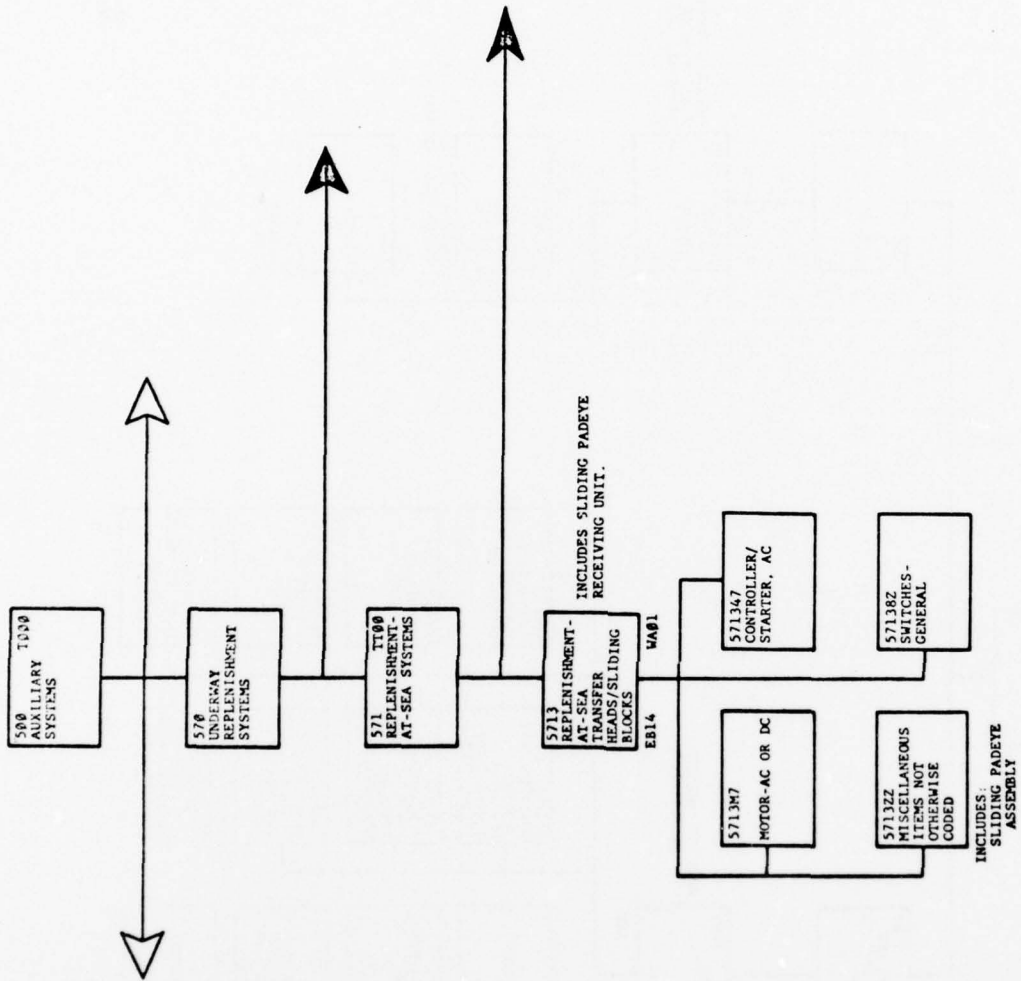 500 T000
AUXILIARY
SYSTEMS
570
UNDERWAY
REPLENISHMENT
SYSTEMS
571 TT00
REPLENISHMENT-
AT-SEA SYSTEMS
5713
REPLENISHMENT-
AT-SEA
TRANSFER
HEADS/SLIDING
BLOCKS
EB14 WA01
INCLUDES SLIDING PADEYE
RECEIVING UNIT.
5713M7
MOTOR-AC OR DC
571347
CONTROLLER/
STARTER, AC
5713ZZ
MISCELLANEOUS
ITEMS NOT
OTHERWISE
CODED
INCLUDES:
SLIDING PADEYE
ASSEMBLY
57138Z
SWITCHES-
GENERAL